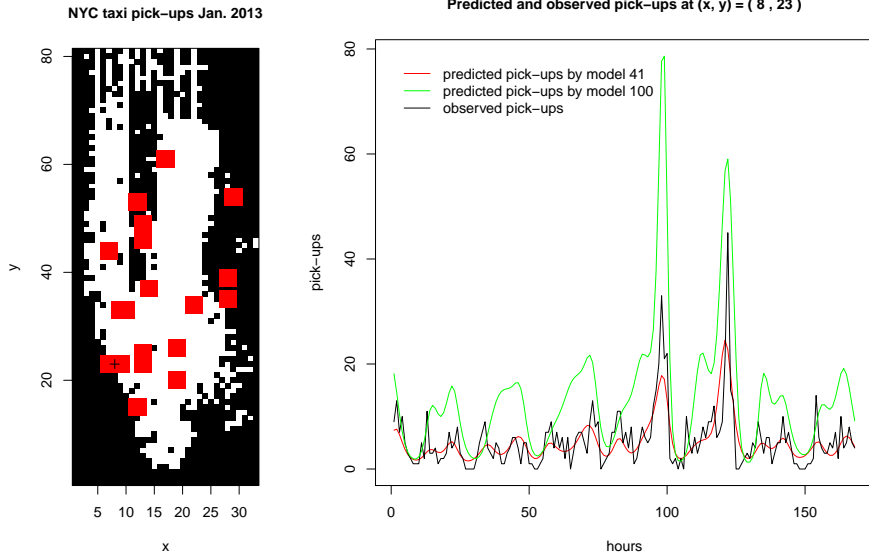 NYC taxi pick−ups Jan. 2013
80
60
40
20
y
5 10 15 20 25 30
x
Predicted and observed pick−ups at (x, y) = ( 8 , 23 )
predicted pick−ups by model 41
predicted pick−ups by model 100
observed pick−ups
80
60
40
20
0
pick−ups
0 50 100 150
hours